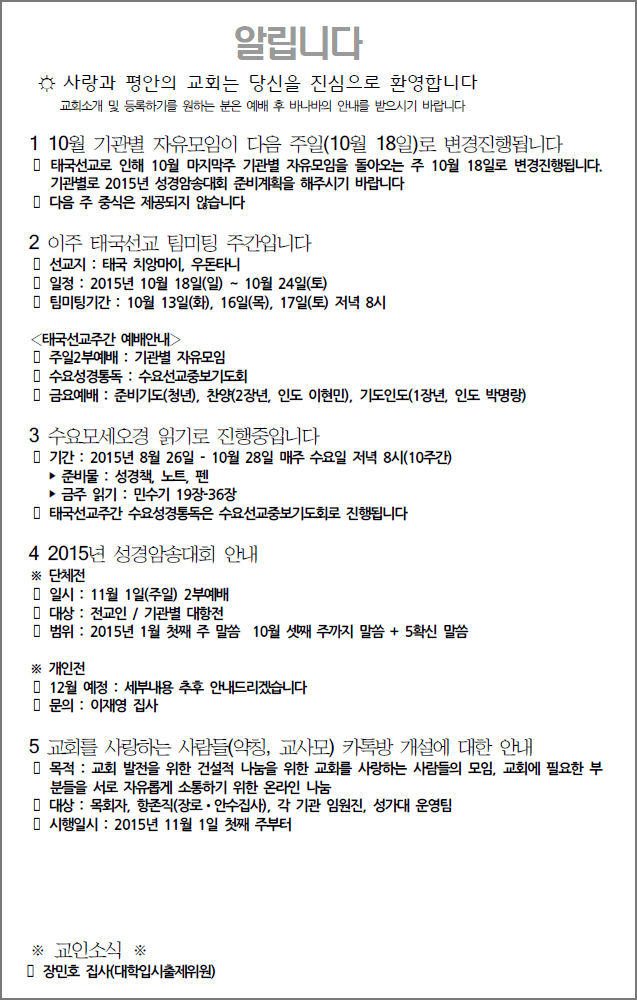 알립니다
☼ 사랑과 평안의 교회는 당신을 진심으로 환영합니다
교회소개 및 등록하기를 원하는 분은 예배 후 바나바의 안내를 받으시기 바랍니다
1 10월 기관별 자유모임이 다음 주일(10월 18일)로 변경진행됩니다
▯ 태국선교로 인해 10월 마지막주 기관별 자유모임을 돌아오는 주 10월 18일로 변경진행됩니다.
기관별로 2015년 성경암송대회 준비계획을 해주시기 바랍니다
▯ 다음 주 중식은 제공되지 않습니다
2 이주 태국선교 팀미팅 주간입니다
▯ 선교지 : 태국 치앙마이, 우돈타니
▯ 일정 : 2015년 10월 18일(일) ~ 10월 24일(토)
▯ 팀미팅기간 : 10월 13일(화), 16일(목), 17일(토) 저녁 8시
<태국선교주간 예배안내>
▯ 주일2부예배 : 기관별 자유모임
▯ 수요성경통독 : 수요선교중보기도회
▯ 금요예배 : 준비기도(청년), 찬양(2장년, 인도 이현민), 기도인도(1장년, 인도 박명랑)
3 수요모세오경 읽기로 진행중입니다
▯ 기간 : 2015년 8월 26일 - 10월 28일 매주 수요일 저녁 8시(10주간)
▶ 준비물 : 성경책, 노트, 펜
▶ 금주 읽기 : 민수기 19장-36장
▯ 태국선교주간 수요성경통독은 수요선교중보기도회로 진행됩니다
4 2015년 성경암송대회 안내
※ 단체전
▯ 일시 : 11월 1일(주일) 2부예배
▯ 대상 : 전교인 / 기관별 대항전
▯ 범위 : 2015년 1월 첫째 주 말씀 10월 셋째 주까지 말씀 + 5확신 말씀
※ 개인전
▯ 12월 예정 : 세부내용 추후 안내드리겠습니다
▯ 문의 : 이재영 집사
5 교회를 사랑하는 사람들(약칭, 교사모) 카톡방 개설에 대한 안내
▯ 목적 : 교회 발전을 위한 건설적 나눔을 위한 교회를 사랑하는 사람들의 모임, 교회에 필요한 부
분들을 서로 자유롭게 소통하기 위한 온라인 나눔
▯ 대상 : 목회자, 항존직(장로・안수집사), 각 기관 임원진, 성가대 운영팀
▯ 시행일시 : 2015년 11월 1일 첫째 주부터
※ 교인소식 ※
▯ 장민호 집사(대학입시출제위원)